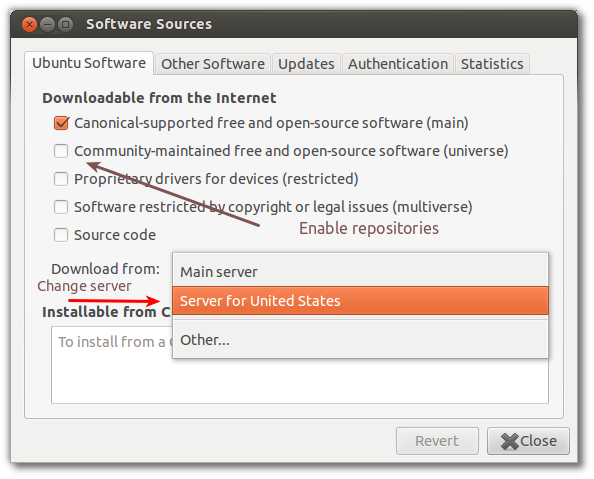 Software Sources
Ubuntu Software Other Software Updates Authentication Statistics
Downloadable from the Internet
Canonical-supported free and open-source software (main)
Community-maintained free and open-source software (universe)
Proprietary drivers for devices (restricted)
Software restricted by copyright or legal issues (multiverse)
Enable repositories
Source code
Download from:
Main server
Change server
Server for United States
Installable from C
Other...
To install from a
Revert Close